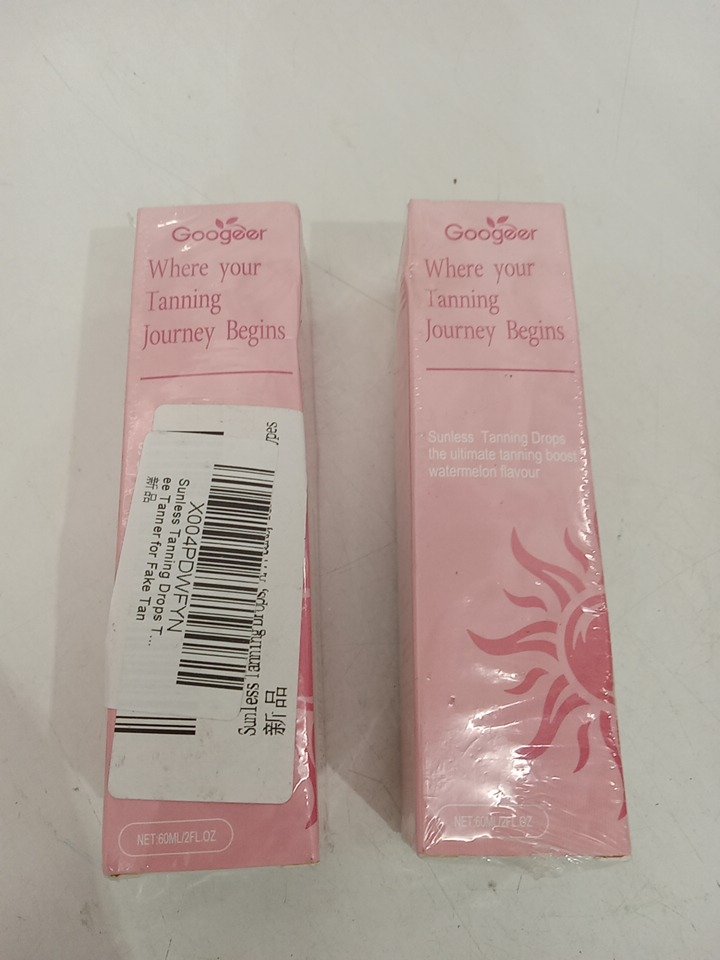 Googeer
Where your
Tanning
Journey Begins
ypes
X004PDWFYN
Sunless Tanning Drops T...
ee Tanner for Fake Tan
新品
Sunless Tanning Drops,
新品
NET:60ML/2FL.OZ
Googeer
Where your
Tanning
Journey Begins
Sunless Tanning Drops
the ultimate tanning boost
watermelon flavour
NET:60ML/2FL.OZ